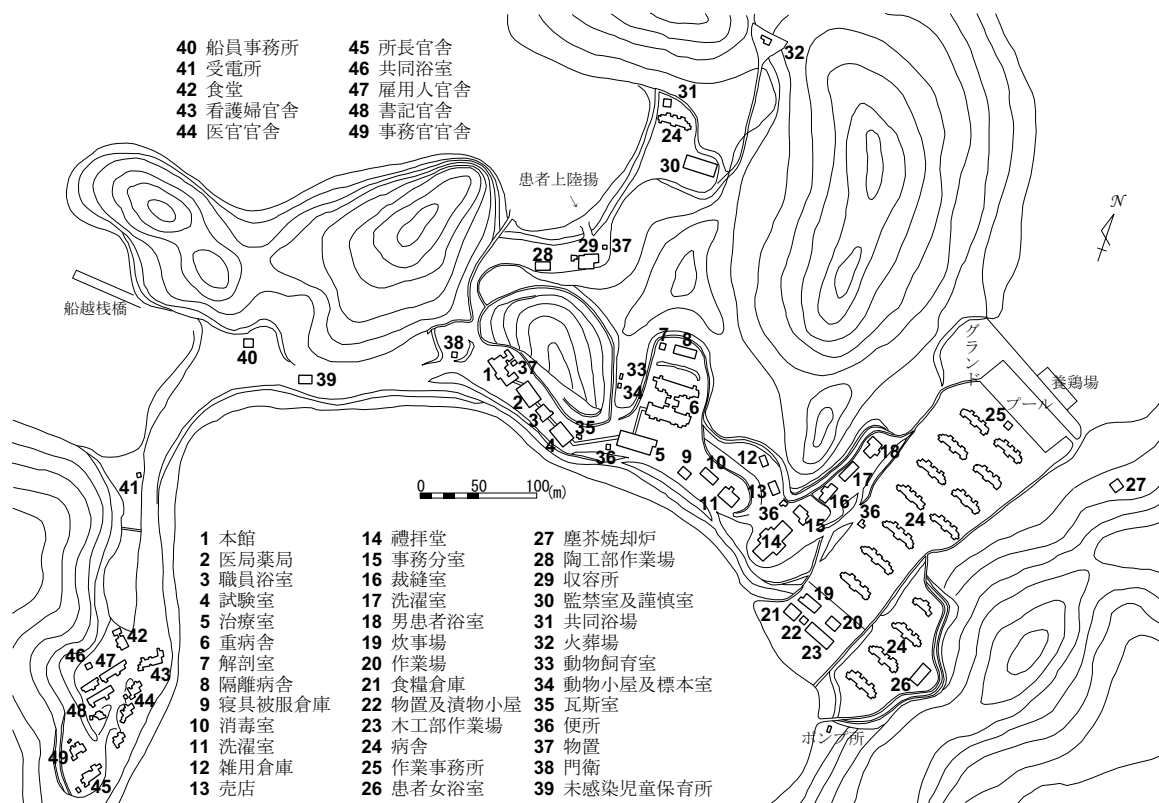 40 船員事務所
41 受電所
42 食堂
43 看護婦官舎
44 医官官舎
45 所長官舎
46 共同浴室
47 雇用人官舎
48 書記官舎
49 事務官官舎
32
31
24
30
患者上陸場
↓
N
28
29
37
船越桟橋
グランド
養鶏場
プール
40
39
38
37
1
2
3
4
35
36
33
34
7
8
6
5
9
10
11
12
13
36
14
15
16
17
18
36
25
24
27
41
0 50 100(m)
19
20
21
22
23
24
26
ポンプ所
42
46
47
43
44
48
49
45
1 本館
2 医局薬局
3 職員浴室
4 試験室
5 治療室
6 重病舎
7 解剖室
8 隔離病舎
9 寝具被服倉庫
10 消毒室
11 洗濯室
12 雑用倉庫
13 売店
14 禮拝堂
15 事務分室
16 裁縫室
17 洗濯室
18 男患者浴室
19 炊事場
20 作業場
21 食糧倉庫
22 物置及漬物小屋
23 木工部作業場
24 病舎
25 作業事務所
26 患者女浴室
27 塵芥焼却炉
28 陶工部作業場
29 収容所
30 監禁室及謹慎室
31 共同浴場
32 火葬場
33 動物飼育室
34 動物小屋及標本室
35 瓦斯室
36 便所
37 物置
38 門衛
39 未感染児童保育所